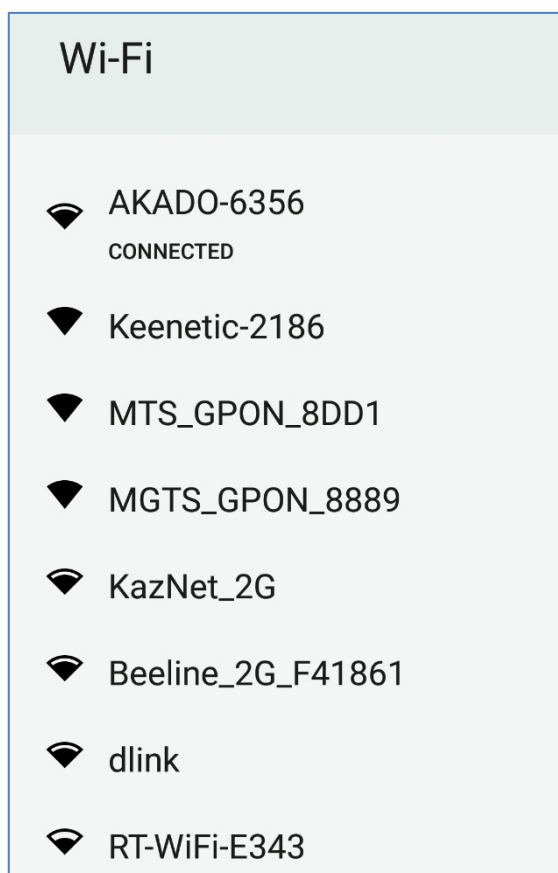 Wi-Fi
AKADO-6356
CONNECTED
Keenetic-2186
MTS_GPON_8DD1
MGTS_GPON_8889
KazNet_2G
Beeline_2G_F41861
dlink
RT-WiFi-E343